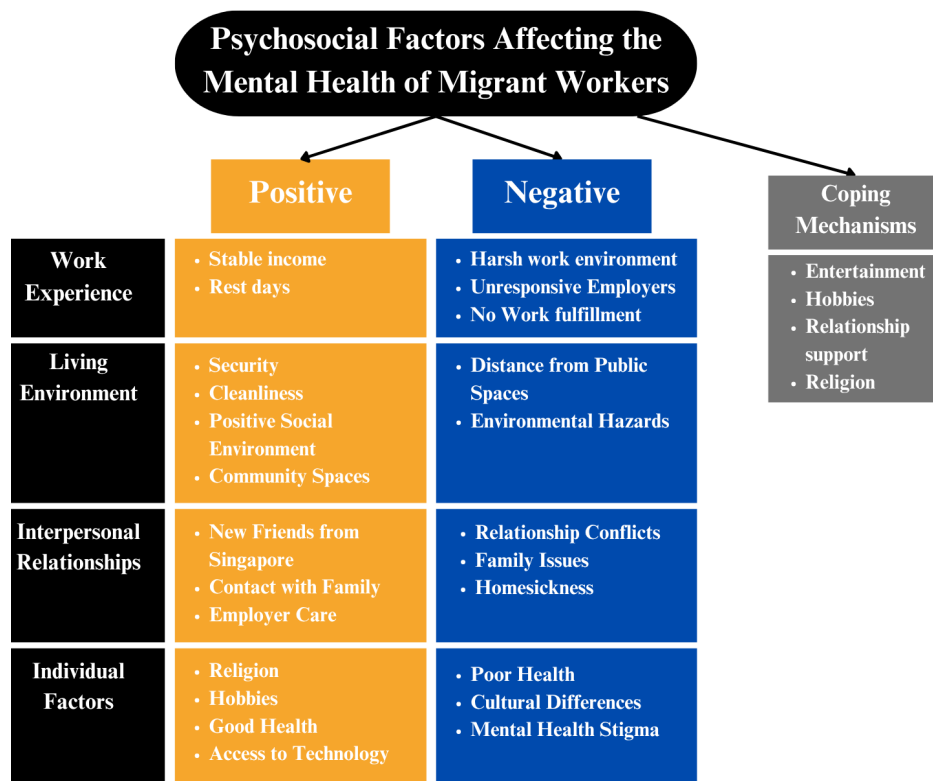 Psychosocial Factors Affecting the
Mental Health of Migrant Workers
Positive
Negative
Coping
Mechanisms
Work
Experience
• Stable income
• Rest days
• Harsh work environment
• Unresponsive Employers
• No Work fulfillment
• Entertainment
• Hobbies
• Relationship
support
• Religion
Living
Environment
• Security
• Cleanliness
• Positive Social
Environment
• Community Spaces
• Distance from Public
Spaces
• Environmental Hazards
Interpersonal
Relationships
• New Friends from
Singapore
• Contact with Family
• Employer Care
• Relationship Conflicts
• Family Issues
• Homesickness
Individual
Factors
• Religion
• Hobbies
• Good Health
• Access to Technology
• Poor Health
• Cultural Differences
• Mental Health Stigma